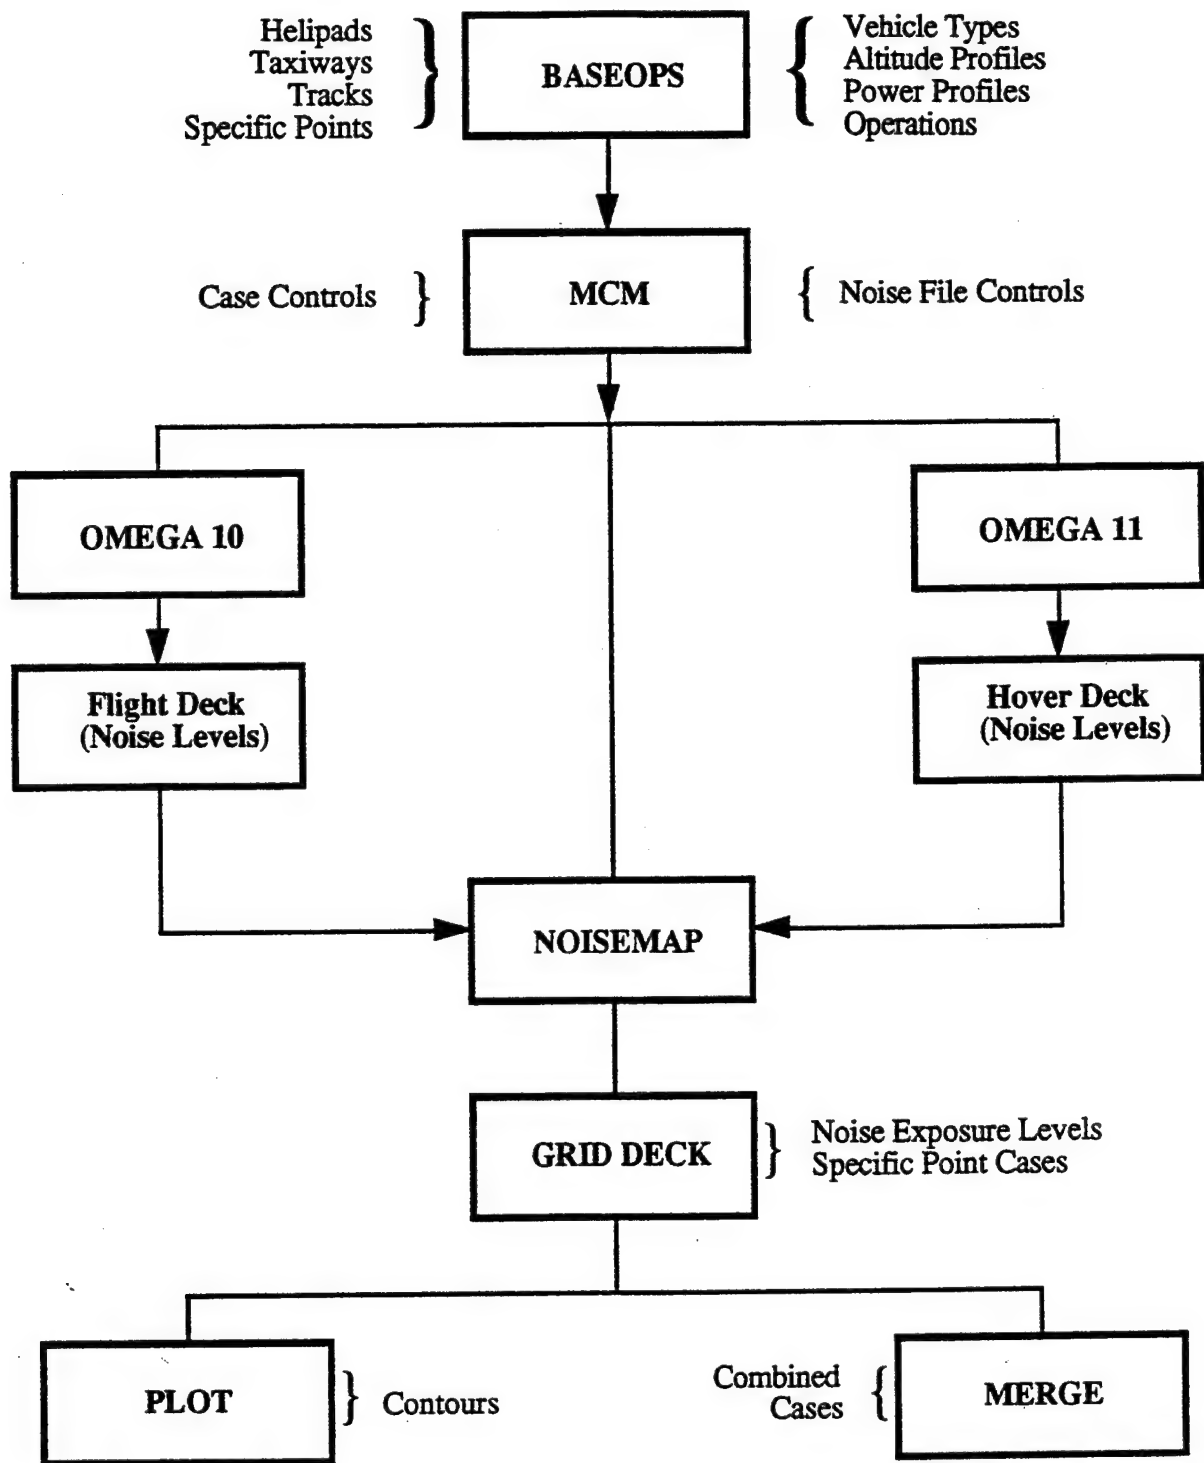 Helipads
Taxiways
Tracks
Specific Points
BASEOPS
Vehicle Types
Altitude Profiles
Power Profiles
Operations
Case Controls
MCM
Noise File Controls
OMEGA 10
OMEGA 11
Flight Deck
(Noise Levels)
Hover Deck
(Noise Levels)
NOISEMAP
GRID DECK
Noise Exposure Levels
Specific Point Cases
PLOT
Contours
Combined
Cases
MERGE